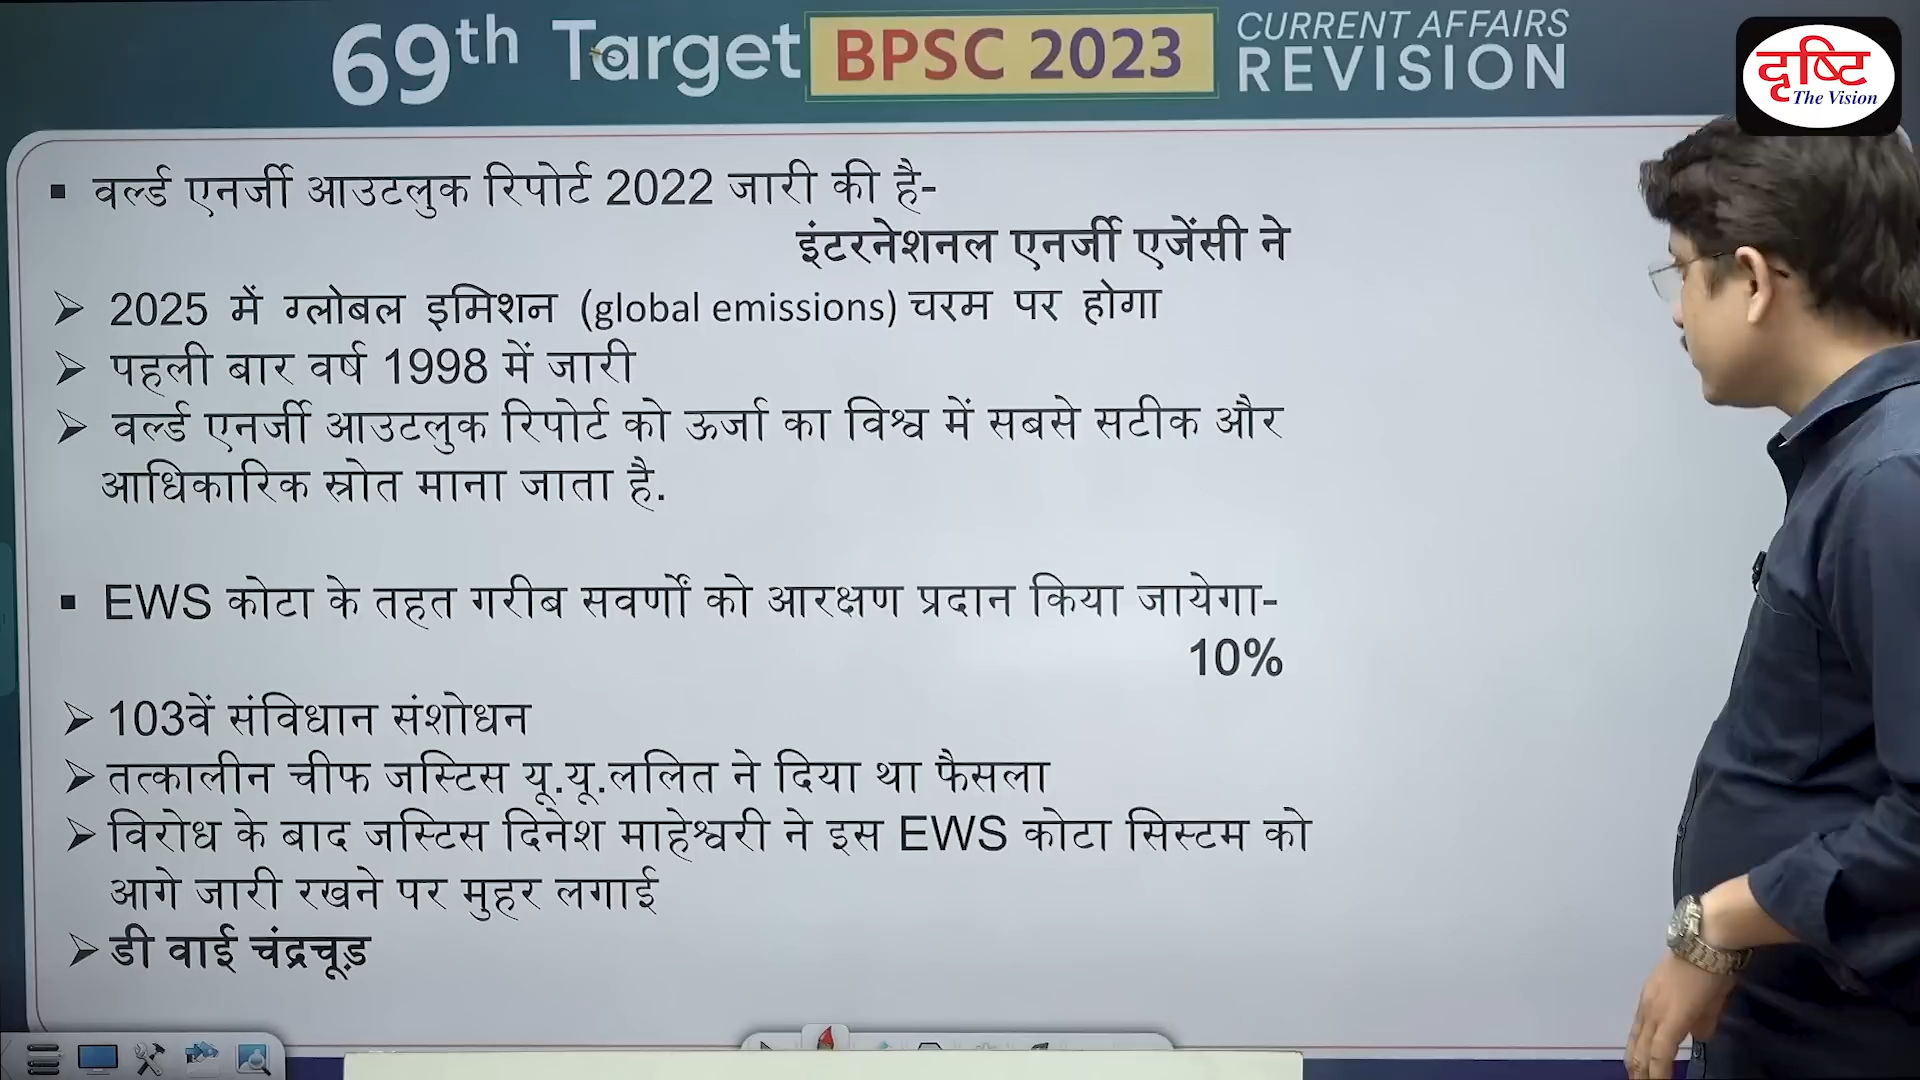 69th Target BPSC 2023 CURRENT AFFAIRS REVISION
दृष्टि
The Vision
▪ वर्ल्ड एनर्जी आउटलुक रिपोर्ट 2022 जारी की है-
इंटरनेशनल एनर्जी एजेंसी ने
➢ 2025 में ग्लोबल इमिशन (global emissions) चरम पर होगा
➢ पहली बार वर्ष 1998 में जारी
➢ वर्ल्ड एनर्जी आउटलुक रिपोर्ट को ऊर्जा का विश्व में सबसे सटीक और
आधिकारिक स्रोत माना जाता है.
▪ EWS कोटा के तहत गरीब सवर्णों को आरक्षण प्रदान किया जायेगा-
10%
➢ 103वें संविधान संशोधन
➢ तत्कालीन चीफ जस्टिस यू.यू.ललित ने दिया था फैसला
➢ विरोध के बाद जस्टिस दिनेश माहेश्वरी ने इस EWS कोटा सिस्टम को
आगे जारी रखने पर मुहर लगाई
➢ डी वाई चंद्रचूड़